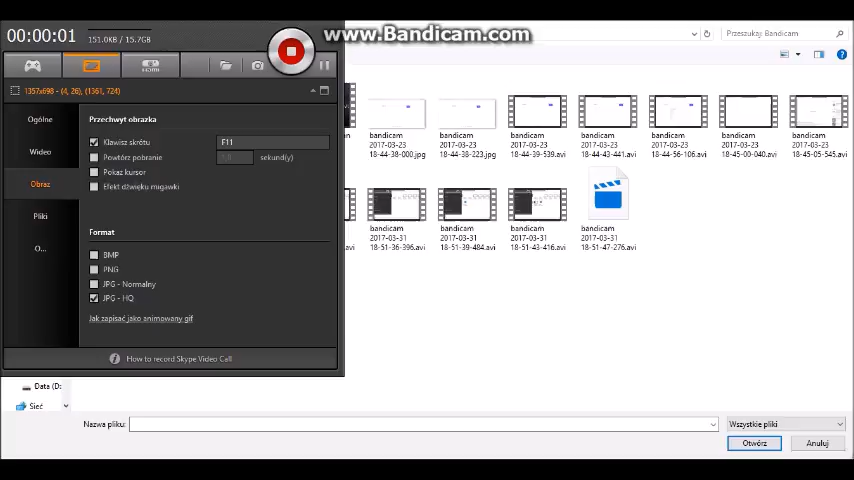 00:00:01
151.0KB / 15.7GB
www.Bandicam.com
Przeszukaj: Bandicam
HDMI
1357x698 - (4, 26), (1361, 724)
Ogólne
Wideo
Obraz
Pliki
O...
Przechwyt obrazka
Klawisz skrótu
F11
Powtórz pobranie
1,0
sekund(y)
Pokaż kursor
Efekt dźwięku migawki
Format
BMP
PNG
JPG - Normalny
JPG - HQ
Jak zapisać jako animowany gif
How to record Skype Video Call
bandicam
2017-03-23
18-44-38-000.jpg
bandicam
2017-03-23
18-44-38-223.jpg
bandicam
2017-03-23
18-44-39-539.avi
bandicam
2017-03-23
18-44-43-441.avi
bandicam
2017-03-23
18-44-56-106.avi
bandicam
2017-03-23
18-45-00-040.avi
bandicam
2017-03-23
18-45-05-545.avi
.avi
bandicam
2017-03-31
18-51-36-396.avi
bandicam
2017-03-31
18-51-39-484.avi
bandicam
2017-03-31
18-51-43-416.avi
bandicam
2017-03-31
18-51-47-276.avi
Data (D:
Sieć
Nazwa pliku:
Wszystkie pliki
Otwórz
Anuluj